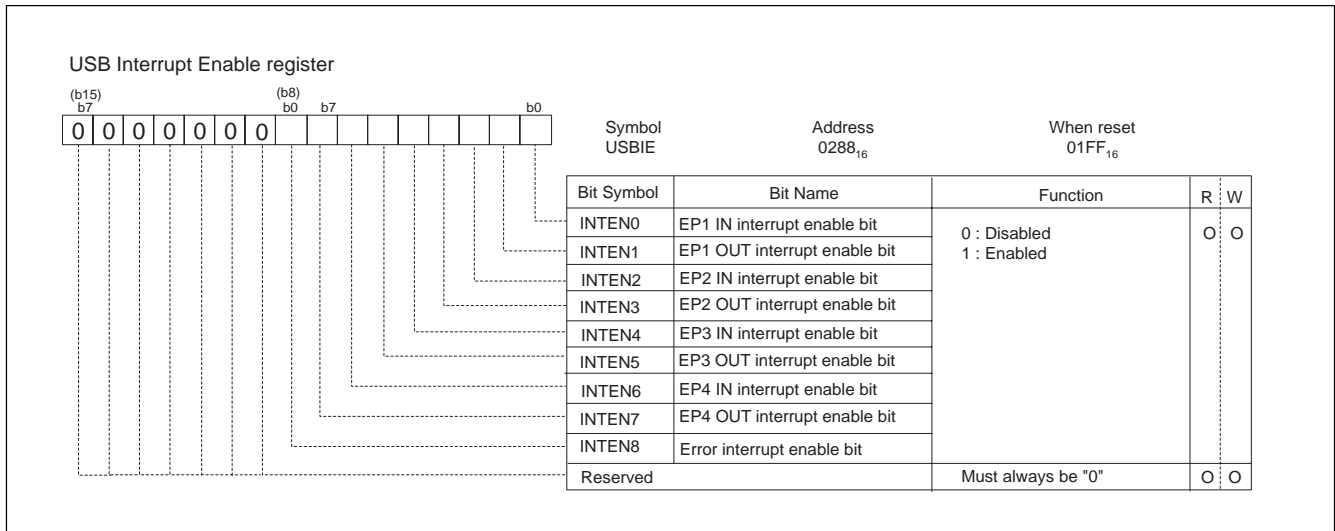 USB Interrupt Enable register
(b15) (b8)
b7 b0 b7 b0
0 0 0 0 0 0 0
Symbol Address When reset
USBIE 0288₁₆ 01FF₁₆
Bit Symbol Bit Name Function R W
INTEN0 EP1 IN interrupt enable bit 0 : Disabled O O
INTEN1 EP1 OUT interrupt enable bit 1 : Enabled
INTEN2 EP2 IN interrupt enable bit
INTEN3 EP2 OUT interrupt enable bit
INTEN4 EP3 IN interrupt enable bit
INTEN5 EP3 OUT interrupt enable bit
INTEN6 EP4 IN interrupt enable bit
INTEN7 EP4 OUT interrupt enable bit
INTEN8 Error interrupt enable bit
Reserved Must always be "0" O O